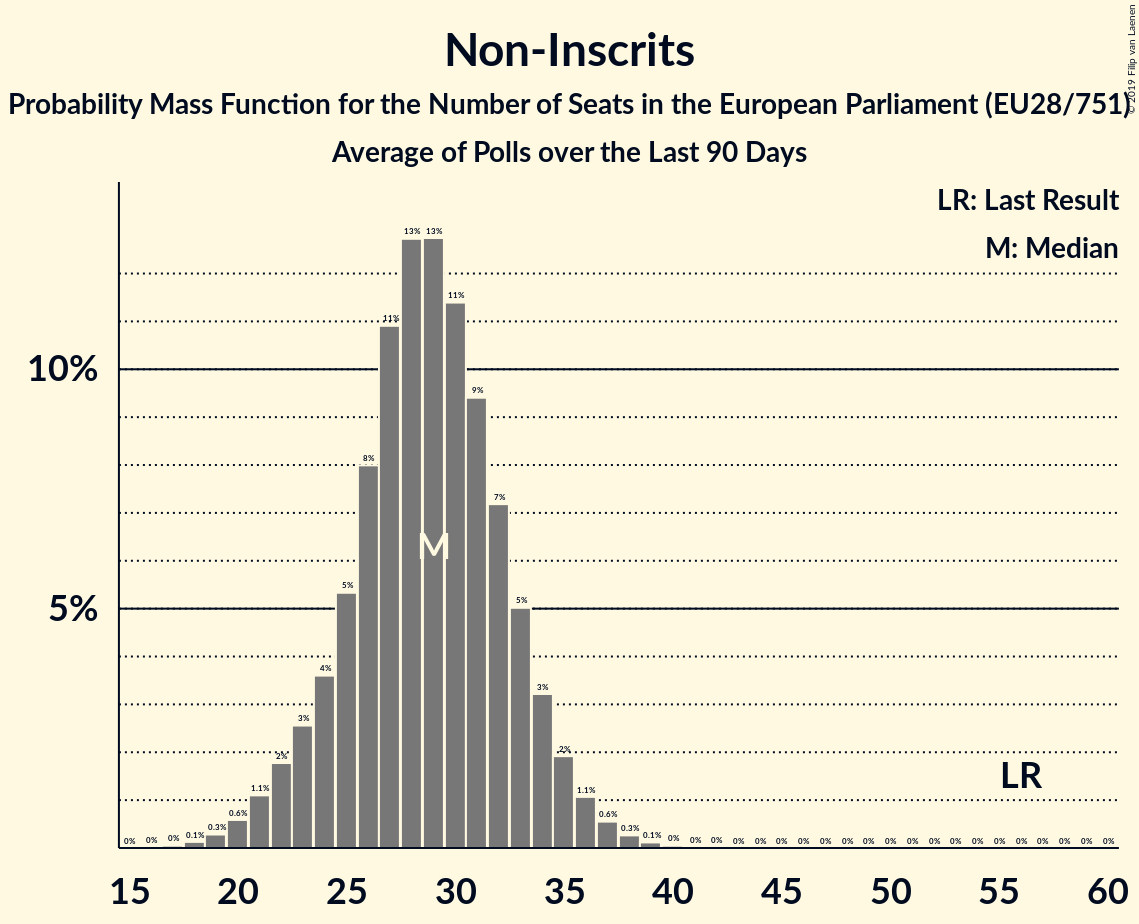 © 2019 Filip van Laenen
Non-Inscrits
Probability Mass Function for the Number of Seats in the European Parliament (EU28/751)
Average of Polls over the Last 90 Days
LR: Last Result
M: Median
13% 13%
11%
11%
10%
9%
8%
7%
M
5%
5%
5%
4%
3%
3%
2%
2%
LR
1.1%
1.1%
0.6%
0.6%
0.3%
0.3%
0.1%
0.1%
0% 0% 0% 0% 0% 0% 0% 0% 0% 0% 0% 0% 0% 0% 0% 0% 0% 0% 0% 0% 0% 0% 0% 0%
15 20 25 30 35 40 45 50 55 60